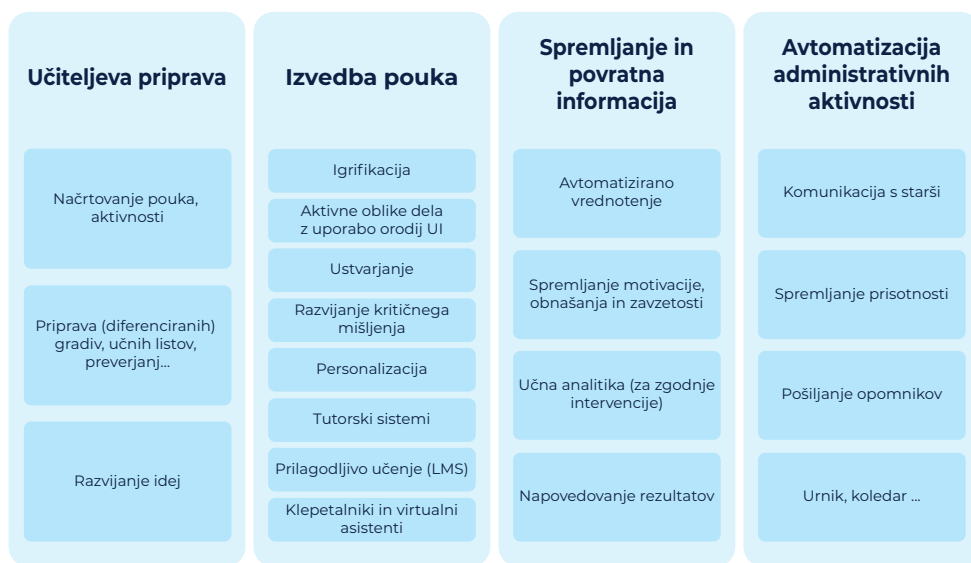 Učiteljeva priprava
Načrtovanje pouka,
aktivnosti
Priprava (diferenciranih)
gradiv, učnih listov,
preverjanj...
Razvijanje idej
Izvedba pouka
Igrifikacija
Aktivne oblike dela
z uporabo orodij UI
Ustvarjanje
Razvijanje kritičnega
mišljenja
Personalizacija
Tutorski sistemi
Prilagodljivo učenje (LMS)
Klepetalniki in virtualni
asistenti
Spremljanje in
povratna
informacija
Avtomatizirano
vrednotenje
Spremljanje motivacije,
obnašanja in zavzetosti
Učna analitika (za zgodnje
intervencije)
Napovedovanje rezultatov
Avtomatizacija
administrativnih
aktivnosti
Komunikacija s starši
Spremljanje prisotnosti
Pošiljanje opomnikov
Urnik, koledar ...